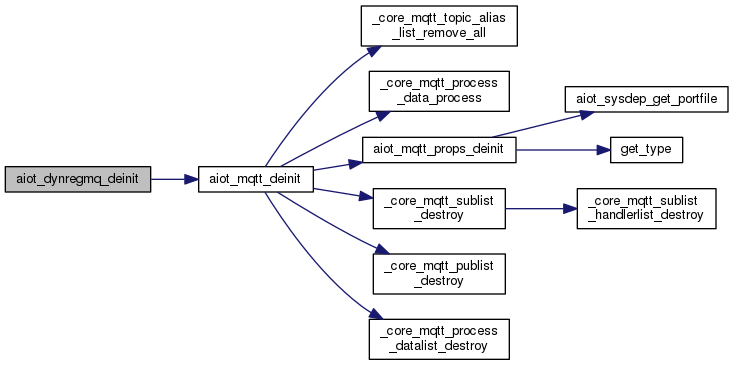 _core_mqtt_topic_alias
_list_remove_all
_core_mqtt_process
_data_process
aiot_sysdep_get_portfile
aiot_mqtt_props_deinit
get_type
aiot_dynregmq_deinit
aiot_mqtt_deinit
_core_mqtt_sublist
_destroy
_core_mqtt_sublist
_handlerlist_destroy
_core_mqtt_publist
_destroy
_core_mqtt_process
_datalist_destroy